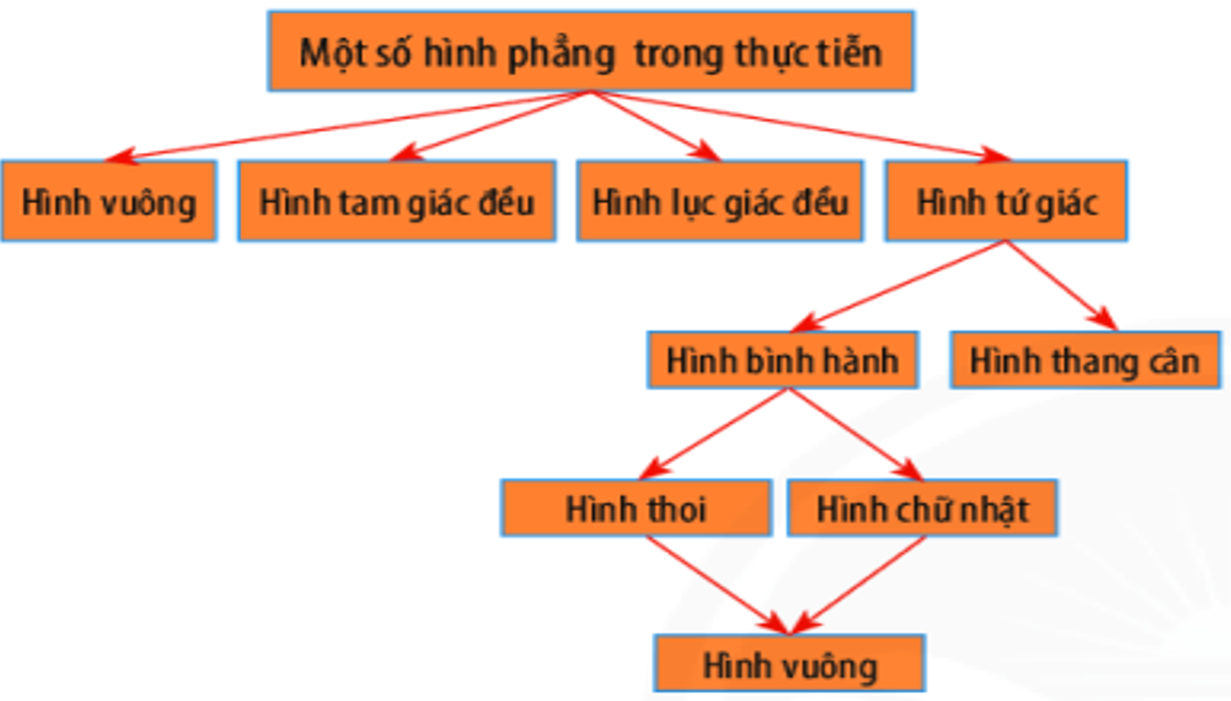 Một số hình phẳng trong thực tiễn
Hình vuông
Hình tam giác đều
Hình lục giác đều
Hình tứ giác
Hình bình hành
Hình thang cân
Hình thoi
Hình chữ nhật
Hình vuông